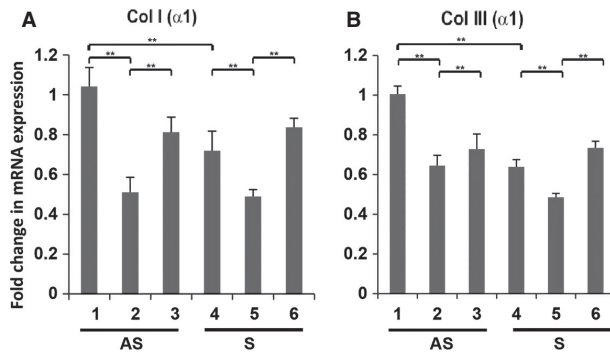 A
Col I (α1)
Fold change in mRNA expression
1.2
1
0.8
0.6
0.4
0.2
0
**
** ** ** **
1 2 3 4 5 6
AS S
B
Col III (α1)
1.2
1
0.8
0.6
0.4
0.2
0
**
** ** ** **
1 2 3 4 5 6
AS S